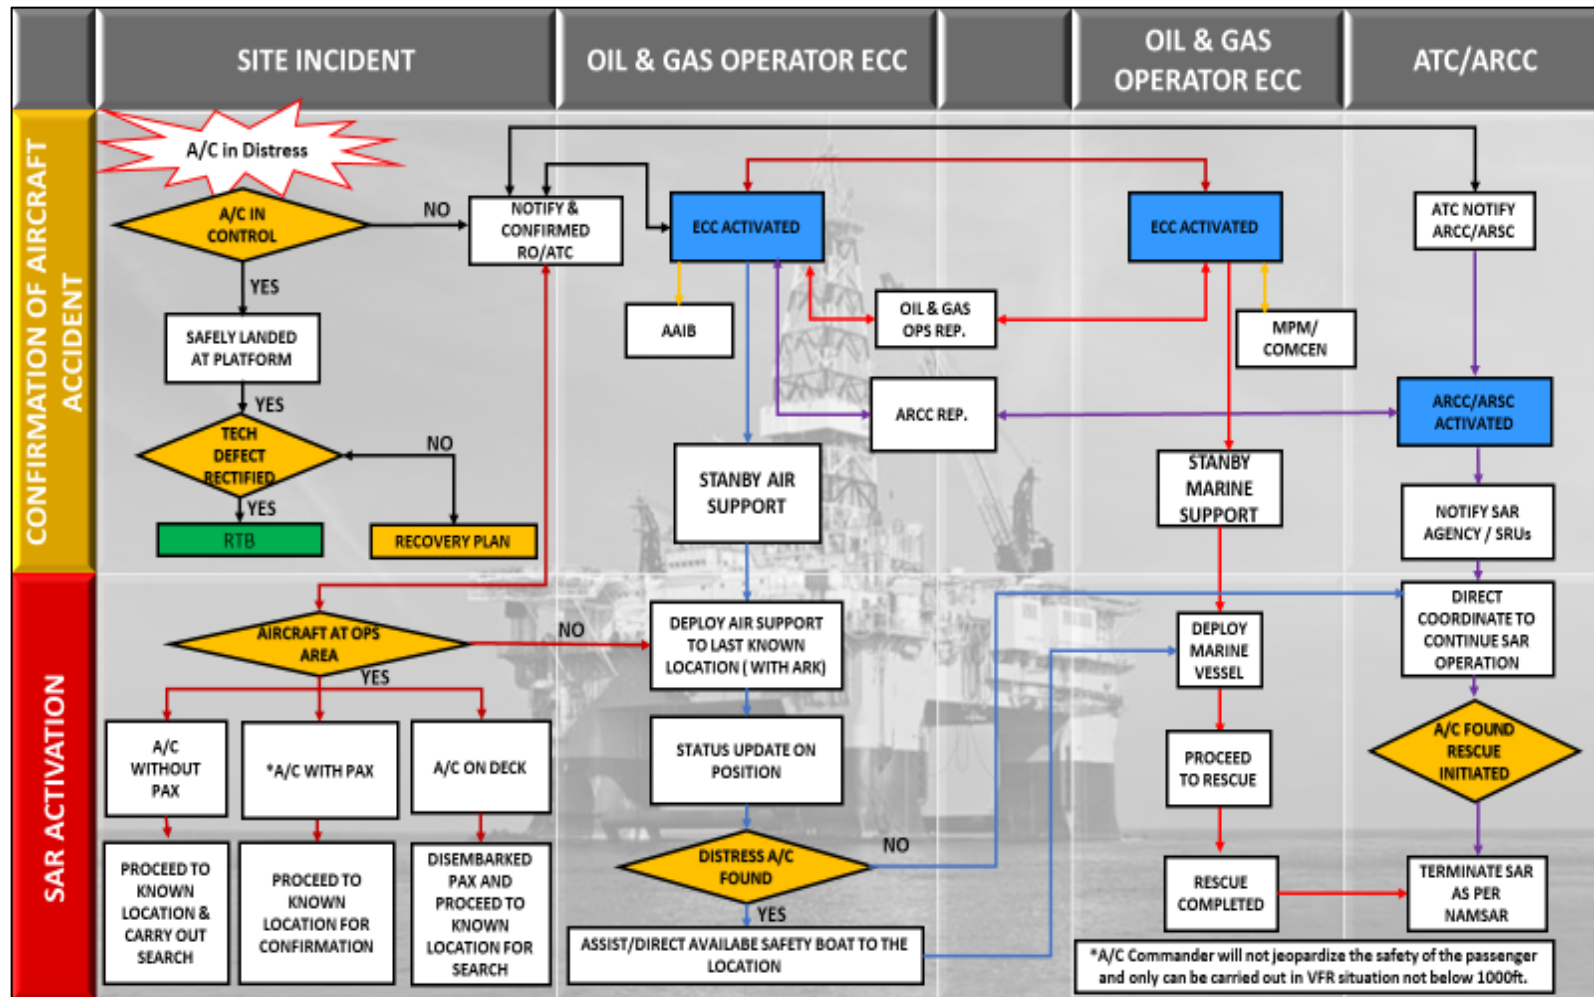 SITE INCIDENT
OIL & GAS OPERATOR ECC
OIL & GAS
OPERATOR ECC
ATC/ARCC
CONFIRMATION OF AIRCRAFT
ACCIDENT
A/C in Distress
A/C IN
CONTROL
NO
YES
SAFELY LANDED
AT PLATFORM
YES
TECH
DEFECT
RECTIFIED
NO
YES
RTB
RECOVERY PLAN
NOTIFY &
CONFIRMED
RO/ATC
ECC ACTIVATED
AAIB
STANBY AIR
SUPPORT
OIL & GAS
OPS REP.
ARCC REP.
ECC ACTIVATED
MPM/
COMCEN
STANBY
MARINE
SUPPORT
ATC NOTIFY
ARCC/ARSC
ARCC/ARSC
ACTIVATED
NOTIFY SAR
AGENCY / SRUs
SAR ACTIVATION
AIRCRAFT AT OPS
AREA
NO
YES
A/C
WITHOUT
PAX
*A/C WITH PAX
A/C ON DECK
PROCEED TO
KNOWN
LOCATION &
CARRY OUT
SEARCH
PROCEED TO
KNOWN
LOCATION FOR
CONFIRMATION
DISEMBARKED
PAX AND
PROCEED TO
KNOWN
LOCATION FOR
SEARCH
DEPLOY AIR SUPPORT
TO LAST KNOWN
LOCATION ( WITH ARK)
STATUS UPDATE ON
POSITION
DISTRESS A/C
FOUND
NO
YES
ASSIST/DIRECT AVAILABE SAFETY BOAT TO THE
LOCATION
DEPLOY
MARINE
VESSEL
PROCEED
TO RESCUE
RESCUE
COMPLETED
DIRECT
COORDINATE TO
CONTINUE SAR
OPERATION
A/C FOUND
RESCUE
INITIATED
TERMINATE SAR
AS PER
NAMSAR
*A/C Commander will not jeopardize the safety of the passenger
and only can be carried out in VFR situation not below 1000ft.